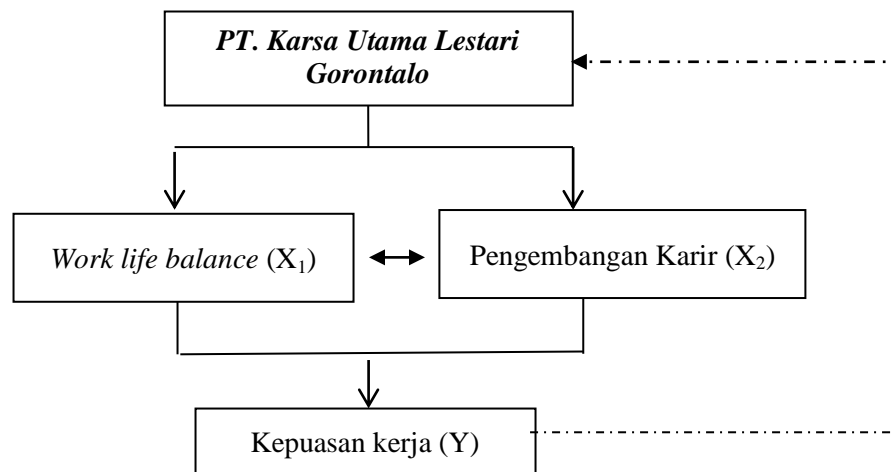 PT. Karsa Utama Lestari
Gorontalo
Work life balance (X₁)
Pengembangan Karir (X₂)
Kepuasan kerja (Y)